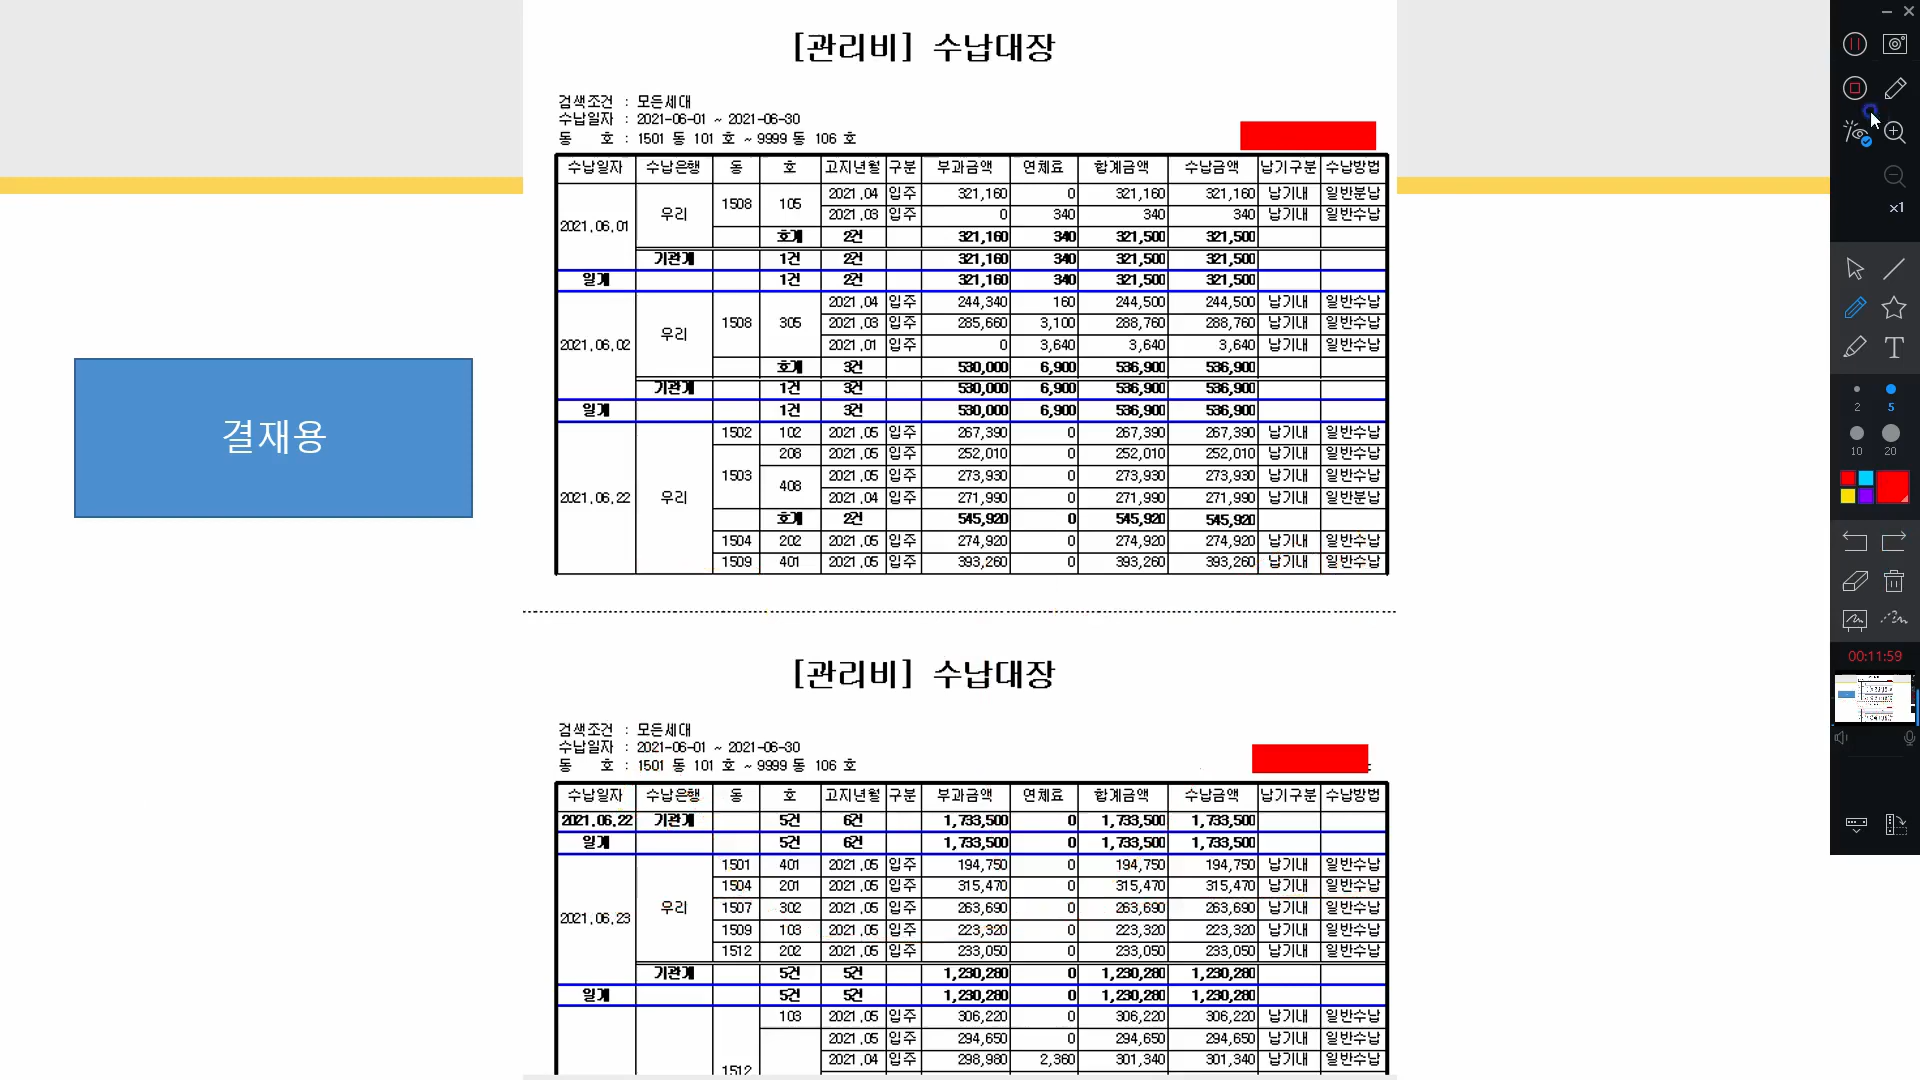 [관리비] 수납대장
검색조건 : 모든세대
수납일자 : 2021-06-01 ~ 2021-06-30
동 호 : 1501 동 101 호 ~ 9999 동 106 호
수납일자 수납은행 동 호 고지년월 구분 부과금액 연체료 합계금액 수납금액 납기구분 수납방법
2021.06.01 우리 1508 105 2021.04 입주 321,160 0 321,160 321,160 납기내 일반분납
2021.03 입주 0 340 340 340 납기내 일반수납
호계 2건 321,160 340 321,500 321,500
기관계 1건 2건 321,160 340 321,500 321,500
일계 1건 2건 321,160 340 321,500 321,500
2021.06.02 우리 1508 305 2021.04 입주 244,340 160 244,500 244,500 납기내 일반수납
2021.03 입주 285,660 3,100 288,760 288,760 납기내 일반수납
2021.01 입주 0 3,640 3,640 3,640 납기내 일반수납
호계 3건 530,000 6,900 536,900 536,900
기관계 1건 3건 530,000 6,900 536,900 536,900
일계 1건 3건 530,000 6,900 536,900 536,900
2021.06.22 우리 1502 102 2021.05 입주 267,390 0 267,390 267,390 납기내 일반수납
1503 208 2021.05 입주 252,010 0 252,010 252,010 납기내 일반수납
408 2021.05 입주 273,930 0 273,930 273,930 납기내 일반수납
2021.04 입주 271,990 0 271,990 271,990 납기내 일반분납
호계 2건 545,920 0 545,920 545,920
1504 202 2021.05 입주 274,920 0 274,920 274,920 납기내 일반수납
1509 401 2021.05 입주 393,260 0 393,260 393,260 납기내 일반수납
결재용
[관리비] 수납대장
검색조건 : 모든세대
수납일자 : 2021-06-01 ~ 2021-06-30
동 호 : 1501 동 101 호 ~ 9999 동 106 호
수납일자 수납은행 동 호 고지년월 구분 부과금액 연체료 합계금액 수납금액 납기구분 수납방법
2021.06.22 기관계 5건 6건 1,733,500 0 1,733,500 1,733,500
일계 5건 6건 1,733,500 0 1,733,500 1,733,500
2021.06.23 우리 1501 401 2021.05 입주 194,750 0 194,750 194,750 납기내 일반수납
1504 201 2021.05 입주 315,470 0 315,470 315,470 납기내 일반수납
1507 302 2021.05 입주 263,690 0 263,690 263,690 납기내 일반수납
1509 103 2021.05 입주 223,320 0 223,320 223,320 납기내 일반수납
1512 202 2021.05 입주 233,050 0 233,050 233,050 납기내 일반수납
기관계 5건 5건 1,230,280 0 1,230,280 1,230,280
일계 5건 5건 1,230,280 0 1,230,280 1,230,280
1512 103 2021.05 입주 306,220 0 306,220 306,220 납기내 일반수납
2021.05 입주 294,650 0 294,650 294,650 납기내 일반수납
2021.04 입주 298,980 2,360 301,340 301,340 납기내 일반수납
x1
T
2 5
10 20
00:11:59